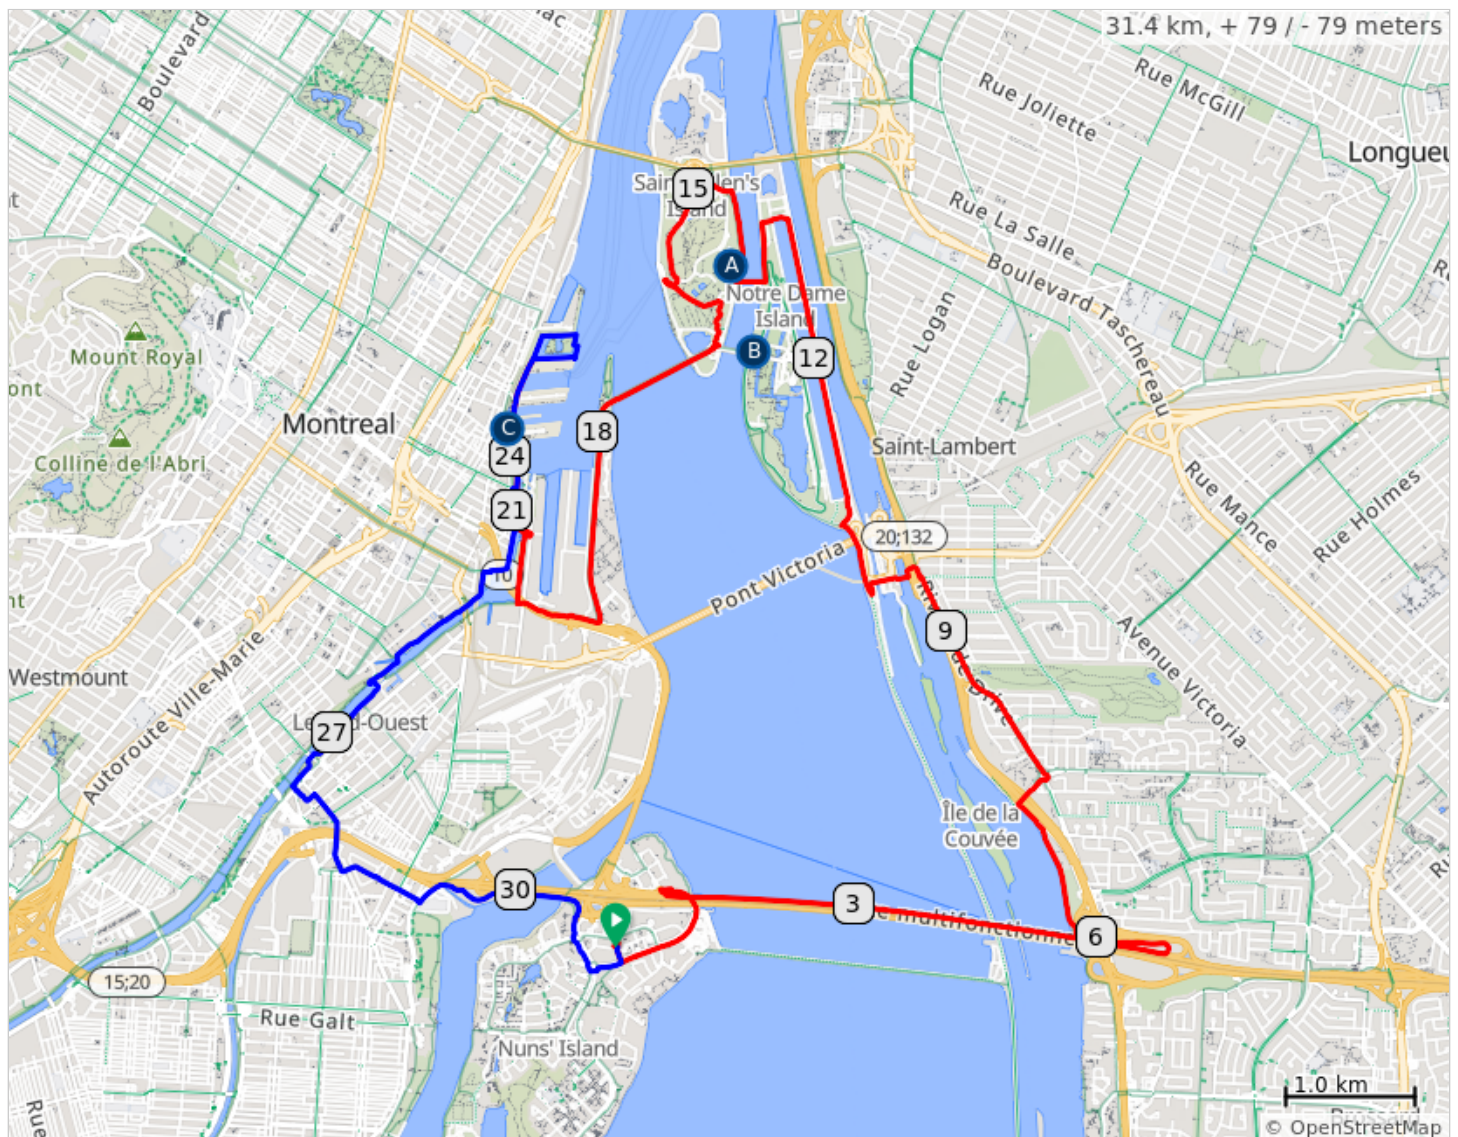 31.4 km, + 79 / - 79 meters
Boulevard
Rue McGill
Rue Joliette
15
Island
Rue La Salle
A
Boulevard Taschereau
Notre Dame
Island
Mount Royal
B
12
Rue Logan
Montreal
C
18
24
Saint-Lambert
Colline de l'Abri
21
Rue Mance
Rue Holmes
20;132
10
Pont Victoria
9
Avenue Victoria
Westmount
Autoroute Ville-Marie
27
Île de la
Couvée
30
3
6
15;20
Rue Galt
Nuns' Island
Rue
1.0 km
© OpenStreetMap